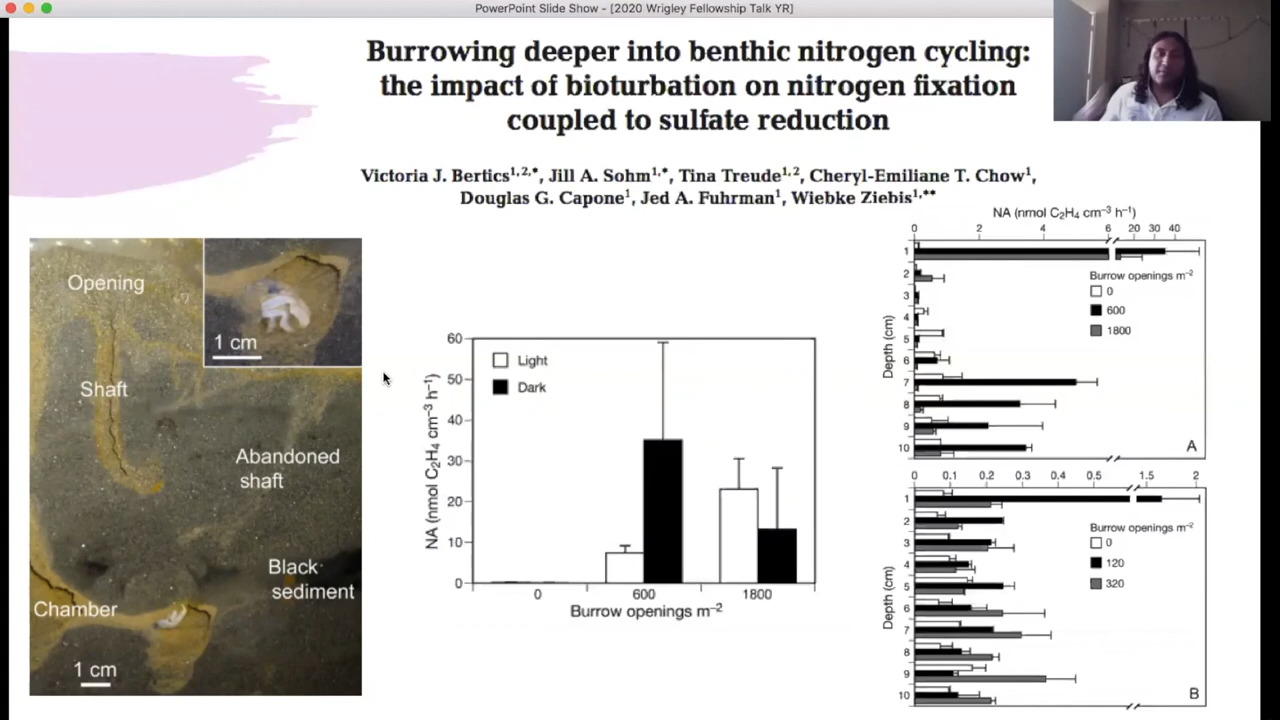 PowerPoint Slide Show - [2020 Wrigley Fellowship Talk YR]
Burrowing deeper into benthic nitrogen cycling:
the impact of bioturbation on nitrogen fixation
coupled to sulfate reduction
Victoria J. Bertics1,2,*, Jill A. Sohm1,*, Tina Treude1,2, Cheryl-Emiliane T. Chow1,
Douglas G. Capone1, Jed A. Fuhrman1, Wiebke Ziebis1,**
Opening
1 cm
Shaft
Abandoned
shaft
Black
sediment
Chamber
1 cm
NA (nmol C2H4 cm−3 h−1)
60
50
40
30
20
10
0
Light
Dark
0 600 1800
Burrow openings m−2
NA (nmol C2H4 cm−3 h−1)
0 2 4 6 20 30 40
Depth (cm)
1
2
3
4
5
6
7
8
9
10
Burrow openings m−2
0
600
1800
A
0 0.1 0.2 0.3 0.4 0.5 1.5 2
Depth (cm)
1
2
3
4
5
6
7
8
9
10
Burrow openings m−2
0
120
320
B